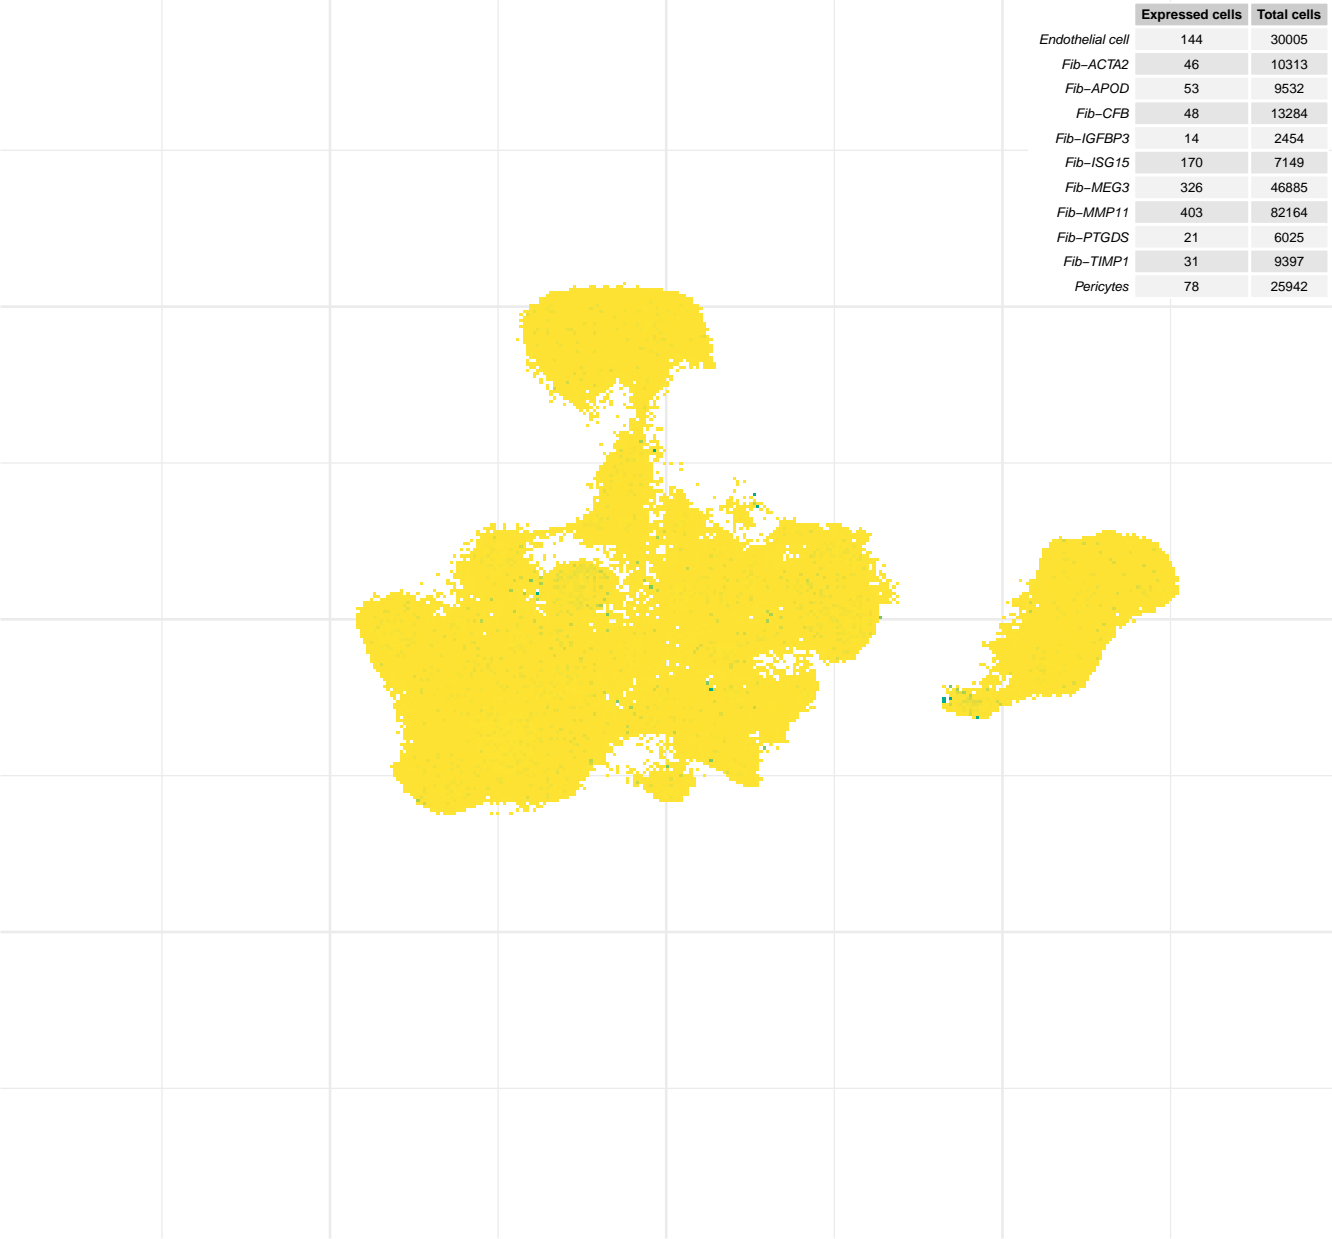 Expressed cells Total cells
Endothelial cell 144 30005
Fib−ACTA2 46 10313
Fib−APOD 53 9532
Fib−CFB 48 13284
Fib−IGFBP3 14 2454
Fib−ISG15 170 7149
Fib−MEG3 326 46885
Fib−MMP11 403 82164
Fib−PTGDS 21 6025
Fib−TIMP1 31 9397
Pericytes 78 25942